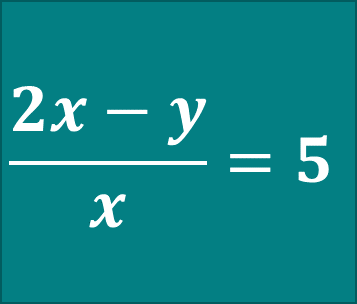 2x − y
x
= 5